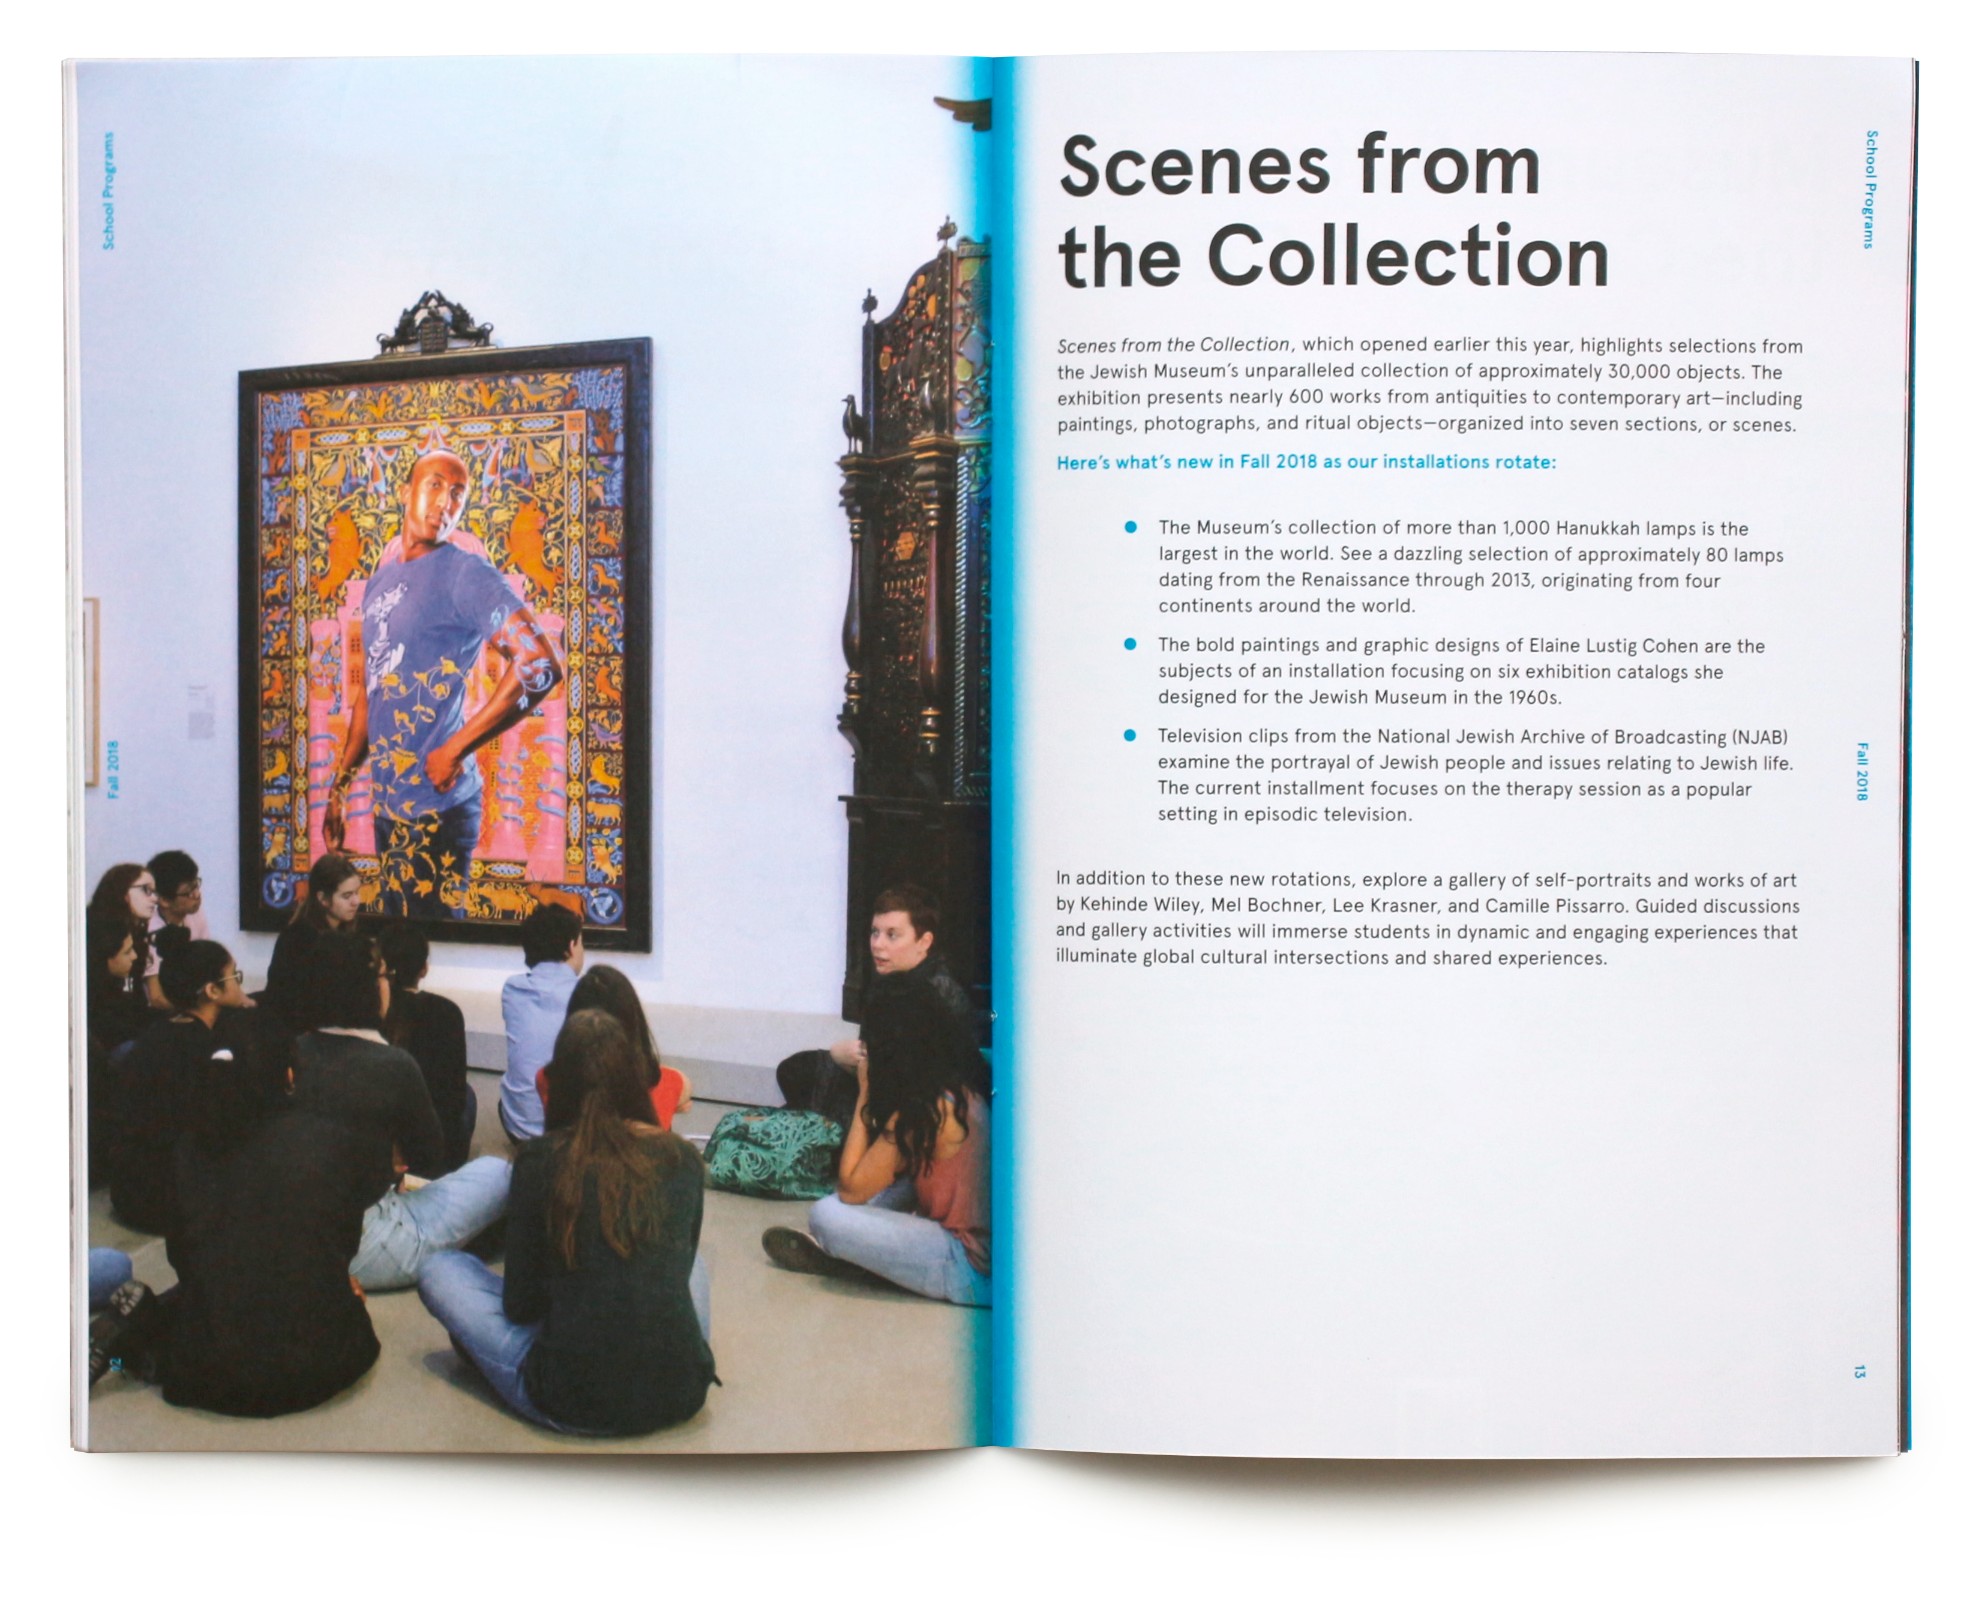 School Programs
Fall 2018
12
Scenes from
the Collection
Scenes from the Collection, which opened earlier this year, highlights selections from
the Jewish Museum's unparalleled collection of approximately 30,000 objects. The
exhibition presents nearly 600 works from antiquities to contemporary art—including
paintings, photographs, and ritual objects—organized into seven sections, or scenes.
Here's what's new in Fall 2018 as our installations rotate:
● The Museum's collection of more than 1,000 Hanukkah lamps is the
largest in the world. See a dazzling selection of approximately 80 lamps
dating from the Renaissance through 2013, originating from four
continents around the world.
● The bold paintings and graphic designs of Elaine Lustig Cohen are the
subjects of an installation focusing on six exhibition catalogs she
designed for the Jewish Museum in the 1960s.
● Television clips from the National Jewish Archive of Broadcasting (NJAB)
examine the portrayal of Jewish people and issues relating to Jewish life.
The current installment focuses on the therapy session as a popular
setting in episodic television.
In addition to these new rotations, explore a gallery of self-portraits and works of art
by Kehinde Wiley, Mel Bochner, Lee Krasner, and Camille Pissarro. Guided discussions
and gallery activities will immerse students in dynamic and engaging experiences that
illuminate global cultural intersections and shared experiences.
School Programs
Fall 2018
13